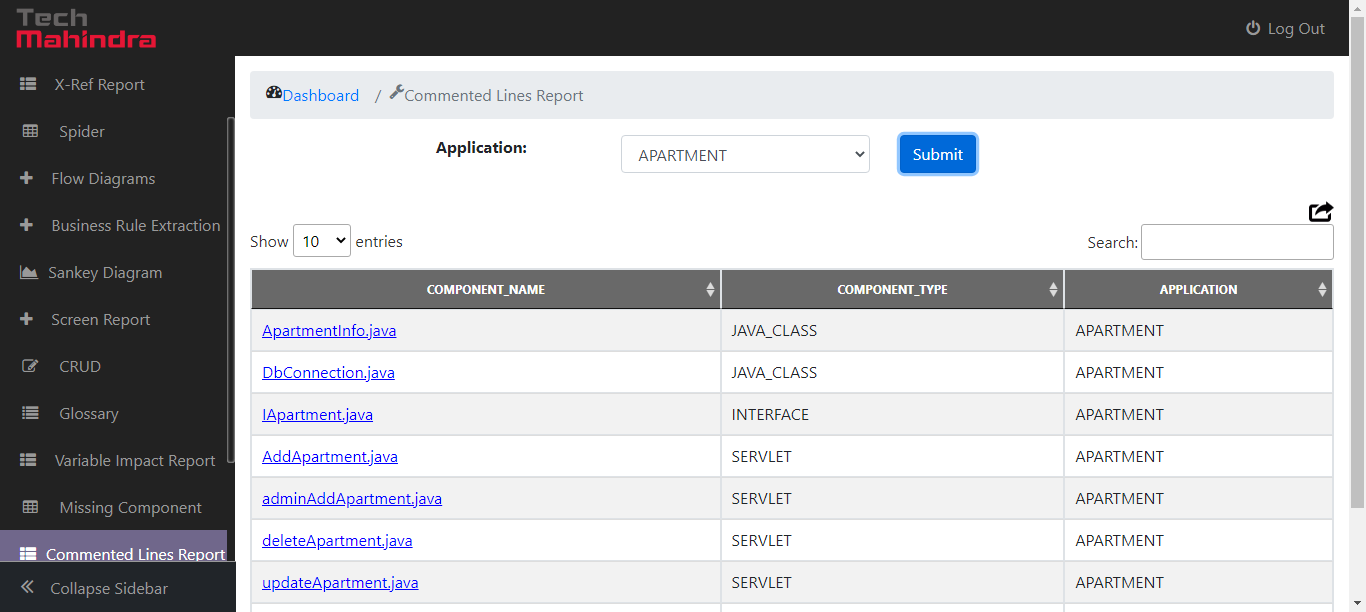 Tech
Mahindra
Log Out
X-Ref Report
Spider
Flow Diagrams
Business Rule Extraction
Sankey Diagram
Screen Report
CRUD
Glossary
Variable Impact Report
Missing Component
Commented Lines Report
Collapse Sidebar
Dashboard / Commented Lines Report
Application: APARTMENT Submit
Show 10 entries Search:
COMPONENT_NAME COMPONENT_TYPE APPLICATION
ApartmentInfo.java JAVA_CLASS APARTMENT
DbConnection.java JAVA_CLASS APARTMENT
IApartment.java INTERFACE APARTMENT
AddApartment.java SERVLET APARTMENT
adminAddApartment.java SERVLET APARTMENT
deleteApartment.java SERVLET APARTMENT
updateApartment.java SERVLET APARTMENT